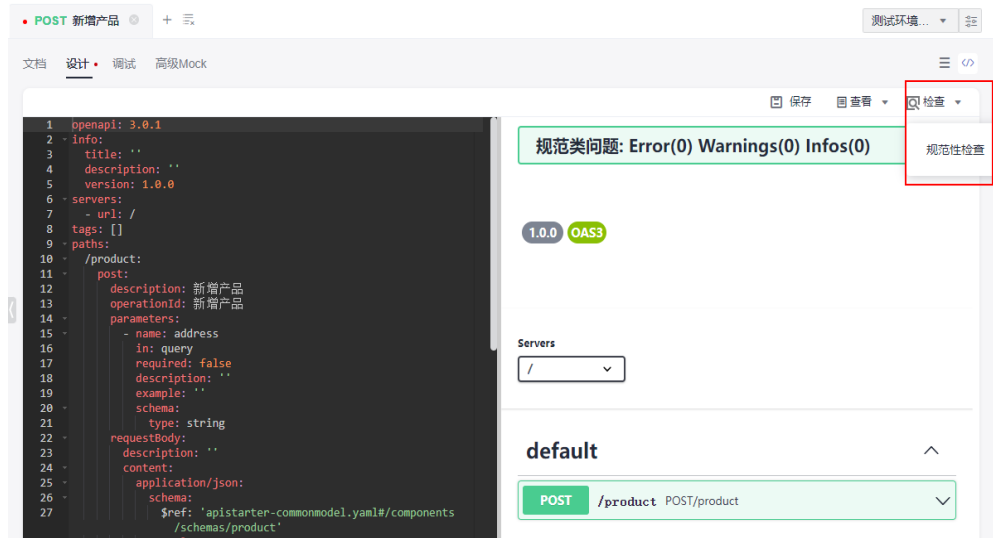 POST 新增产品
测试环境...
文档 设计 调试 高级Mock
保存 查看 检查
规范性检查
1 openapi: 3.0.1
2 info:
3   title: ''
4   description: ''
5   version: 1.0.0
6 servers:
7   - url: /
8 tags: []
9 paths:
10   /product:
11     post:
12       description: 新增产品
13       operationId: 新增产品
14       parameters:
15         - name: address
16           in: query
17           required: false
18           description: ''
19           example: ''
20           schema:
21             type: string
22       requestBody:
23         description: ''
24         content:
25           application/json:
26             schema:
27               $ref: 'apistarter-commonmodel.yaml#/components
/schemas/product'
规范类问题: Error(0) Warnings(0) Infos(0)
1.0.0 OAS3
Servers
/
default
POST /product POST/product